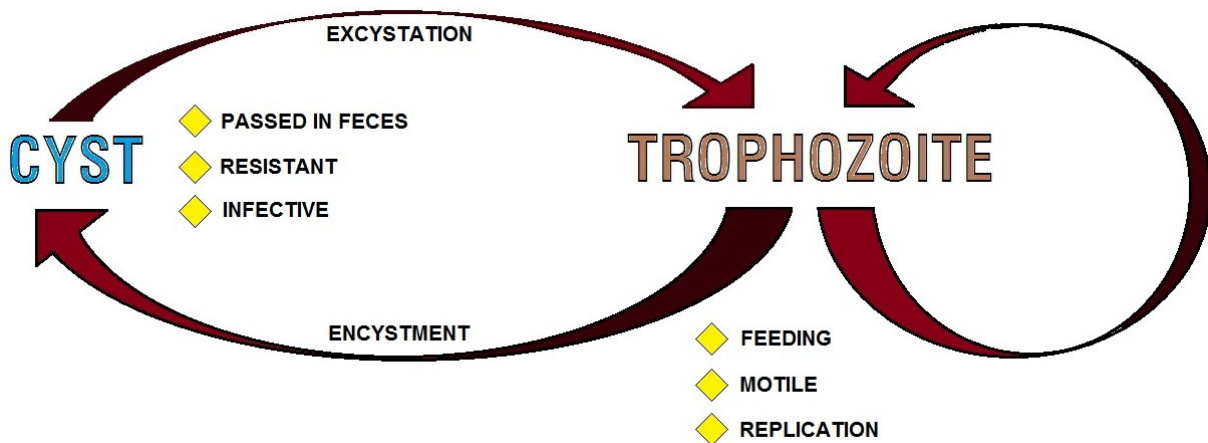 EXCYSTATION
CYST
PASSED IN FECES
RESISTANT
INFECTIVE
TROPHOZOITE
ENCYSTMENT
FEEDING
MOTILE
REPLICATION